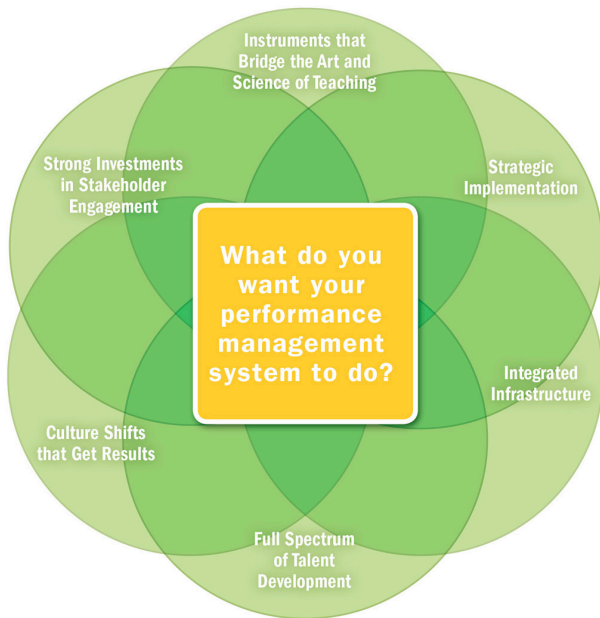 Instruments that
Bridge the Art and
Science of Teaching
Strong Investments
in Stakeholder
Engagement
Strategic
Implementation
What do you
want your
performance
management
system to do?
Integrated
Infrastructure
Culture Shifts
that Get Results
Full Spectrum
of Talent
Development